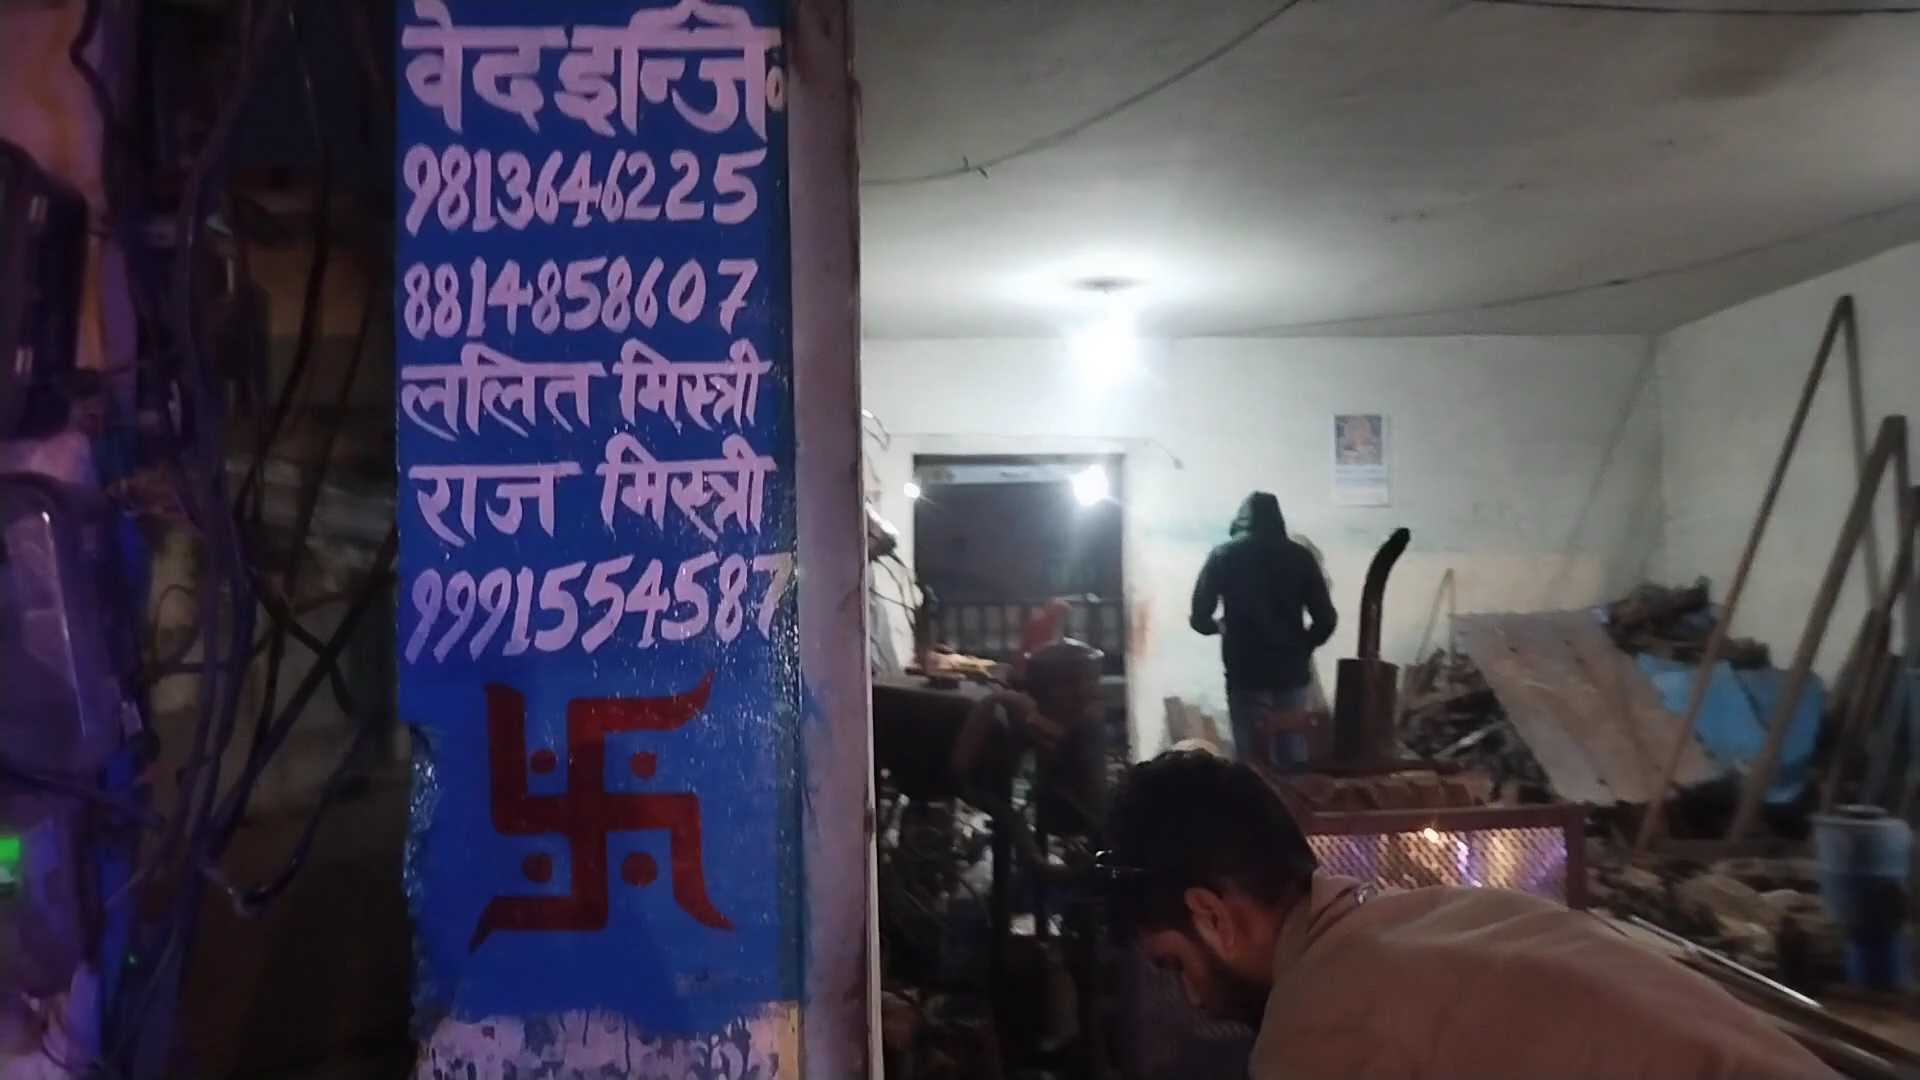 वेद इन्जि०
9813646225
8814858607
ललित मिस्त्री
राज मिस्त्री
9991554587